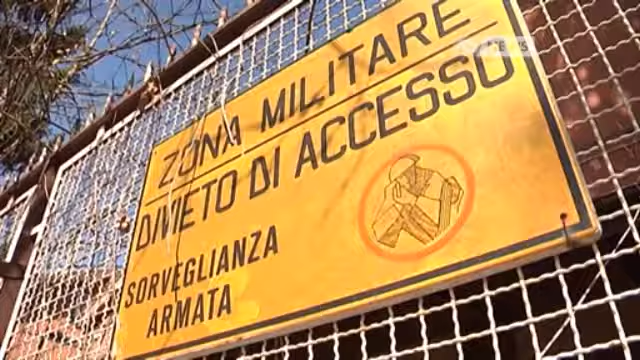 ZONA MILITARE
DIVIETO DI ACCESSO
SORVEGLIANZA
ARMATA